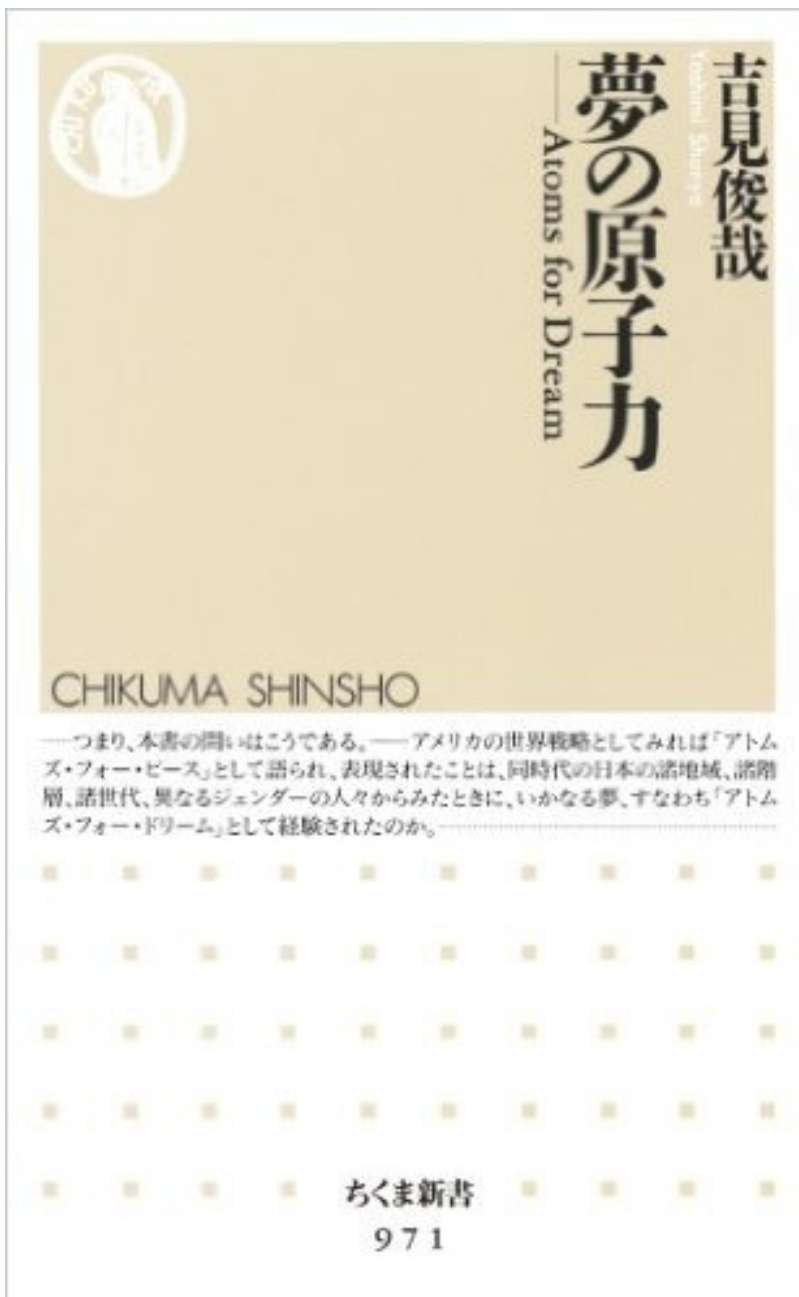 吉見俊哉
Yoshimi Shunya
夢の原子力
——Atoms for Dream
CHIKUMA SHINSHO
……つまり、本書の問いはこうである。——アメリカの世界戦略としてみれば「アトム
ズ・フォー・ピース」として語られ、表現されたことは、同時代の日本の諸地域、諸階
層、諸世代、異なるジェンダーの人々からみたときに、いかなる夢、すなわち「アトム
ズ・フォー・ドリーム」として経験されたのか。……
ちくま新書
971